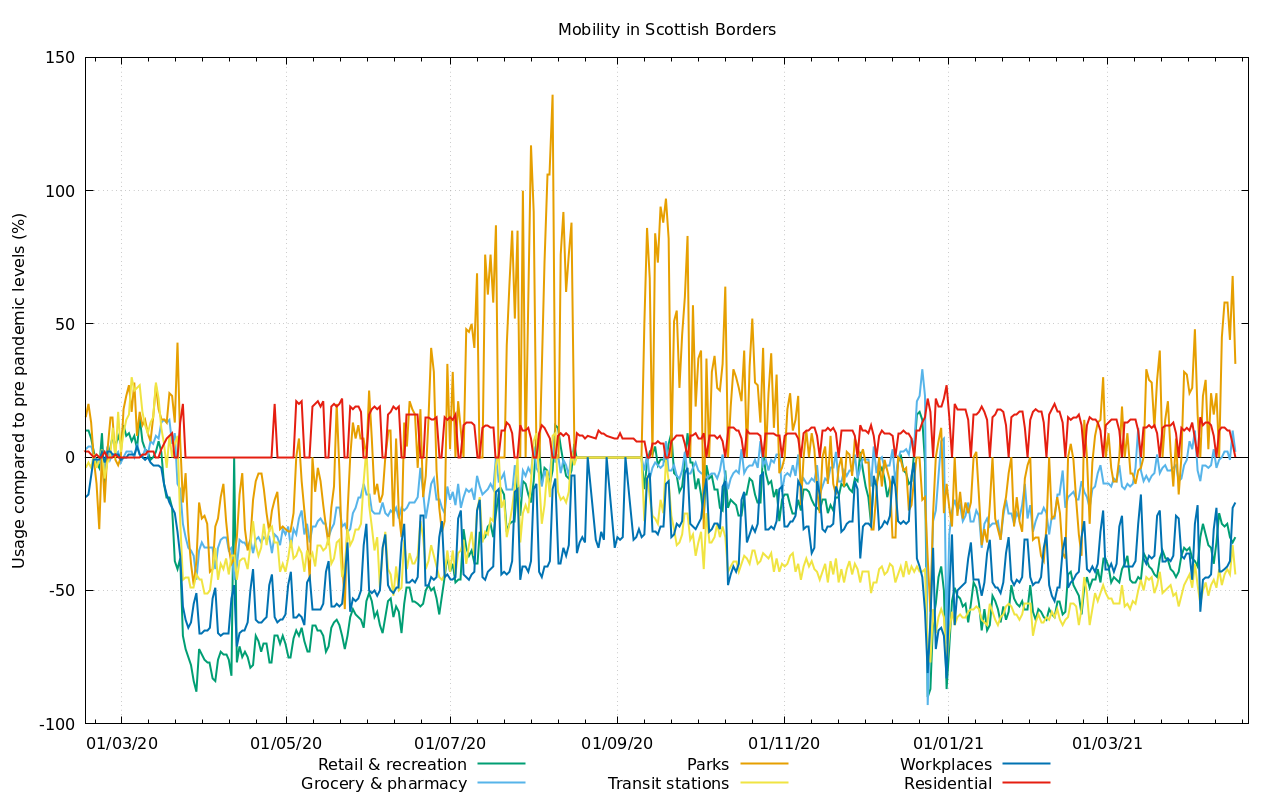 Mobility in Scottish Borders
Usage compared to pre pandemic levels (%)
150
100
50
0
-50
-100
01/03/20 01/05/20 01/07/20 01/09/20 01/11/20 01/01/21 01/03/21
Retail & recreation Parks Workplaces
Grocery & pharmacy Transit stations Residential